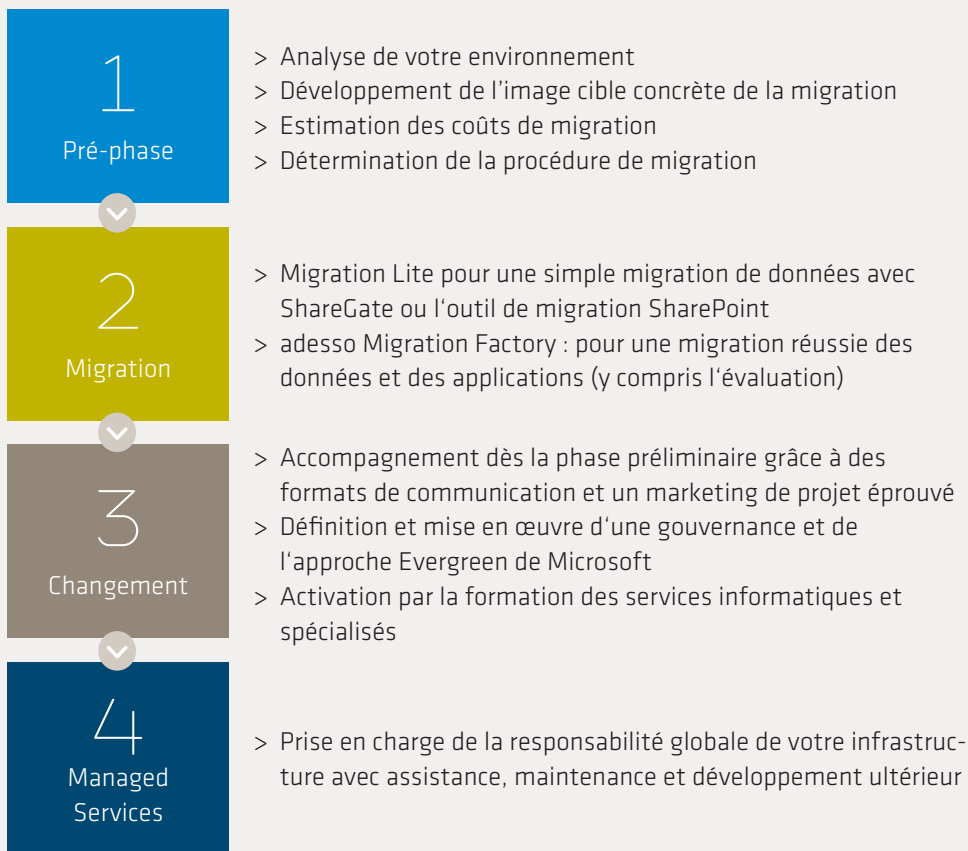 1
Pré-phase
> Analyse de votre environnement
> Développement de l'image cible concrète de la migration
> Estimation des coûts de migration
> Détermination de la procédure de migration
2
Migration
> Migration Lite pour une simple migration de données avec
ShareGate ou l‘outil de migration SharePoint
> adesso Migration Factory : pour une migration réussie des
données et des applications (y compris l‘évaluation)
3
Changement
> Accompagnement dès la phase préliminaire grâce à des
formats de communication et un marketing de projet éprouvé
> Définition et mise en œuvre d‘une gouvernance et de
l‘approche Evergreen de Microsoft
> Activation par la formation des services informatiques et
spécialisés
4
Managed
Services
> Prise en charge de la responsabilité globale de votre infrastruc-
ture avec assistance, maintenance et développement ultérieur